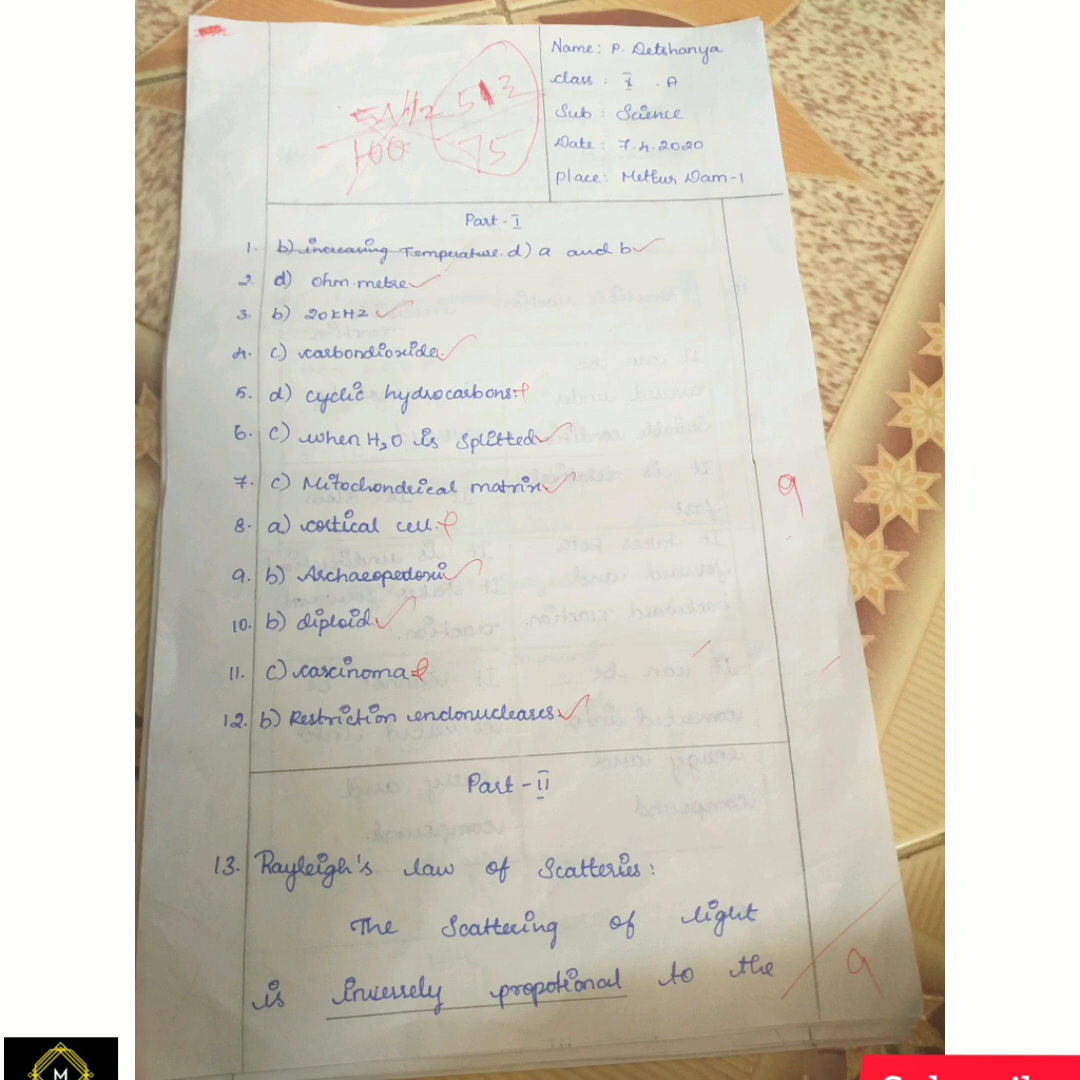 Name: P. Detshanya
class : X . A
Sub : Science
Date : 7.4.2020
Place: Mettur Dam-1
100
75
Part - I
1. b) increasing Temperature. d) a and b
2. d) ohm.metre
3. b) 20kHZ
4. c) carbondioxide.
5. d) cyclic hydrocarbons.
6. c) when H₂O is splitted
7. c) Mitochondrical matrix
8. a) cortical cell.
9
9. b)
10. b) diploid
11. c) carcinoma
12. b) Restriction endonucleases
Part - II
13. Rayleigh's law of Scatteries :
The Scattering of light
is inversely propotional to the
9
M